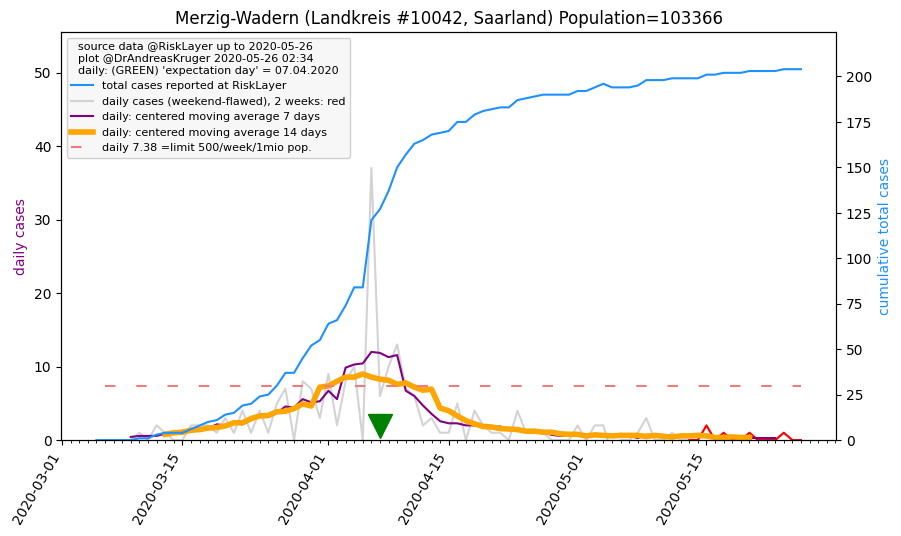 Merzig-Wadern (Landkreis #10042, Saarland) Population=103366
source data @RiskLayer up to 2020-05-26
plot @DrAndreasKruger 2020-05-26 02:34
daily: (GREEN) 'expectation day' = 07.04.2020
total cases reported at RiskLayer
daily cases (weekend-flawed), 2 weeks: red
daily: centered moving average 7 days
daily: centered moving average 14 days
daily 7.38 =limit 500/week/1mio pop.
daily cases
50
40
30
20
10
0
cumulative total cases
200
175
150
125
100
75
50
25
0
2020-03-01
2020-03-15
2020-04-01
2020-04-15
2020-05-01
2020-05-15